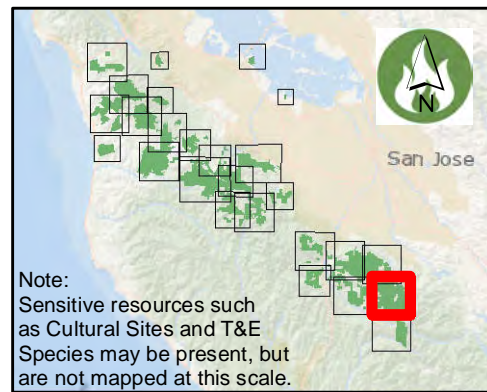 N
San Jose
Note:
Sensitive resources such
as Cultural Sites and T&E
Species may be present, but
are not mapped at this scale.